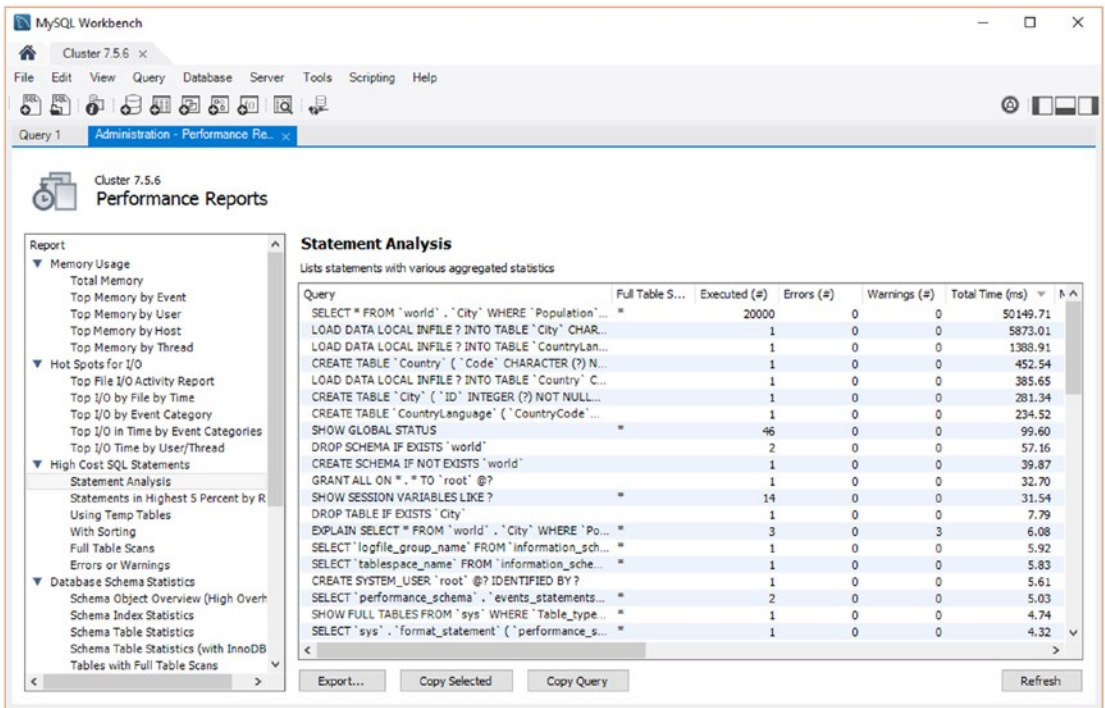 MySQL Workbench
Cluster 7.5.6
File Edit View Query Database Server Tools Scripting Help
Query 1 Administration - Performance Re...
Cluster 7.5.6
Performance Reports
Report
Memory Usage
Total Memory
Top Memory by Event
Top Memory by User
Top Memory by Host
Top Memory by Thread
Hot Spots for I/O
Top File I/O Activity Report
Top I/O by File by Time
Top I/O by Event Category
Top I/O in Time by Event Categories
Top I/O Time by User/Thread
High Cost SQL Statements
Statement Analysis
Statements in Highest 5 Percent by R
Using Temp Tables
With Sorting
Full Table Scans
Errors or Warnings
Database Schema Statistics
Schema Object Overview (High Overh
Schema Index Statistics
Schema Table Statistics
Schema Table Statistics (with InnoDB
Tables with Full Table Scans
Statement Analysis
Lists statements with various aggregated statistics
Query Full Table S... Executed (#) Errors (#) Warnings (#) Total Time (ms)
SELECT * FROM `world` . `City` WHERE `Population`... * 20000 0 0 50149.71
LOAD DATA LOCAL INFILE ? INTO TABLE `City` CHAR... 1 0 0 5873.01
LOAD DATA LOCAL INFILE ? INTO TABLE `CountryLan... 1 0 0 1388.91
CREATE TABLE `Country` ( `Code` CHARACTER (?) N... 1 0 0 452.54
LOAD DATA LOCAL INFILE ? INTO TABLE `Country` C... 1 0 0 385.65
CREATE TABLE `City` ( `ID` INTEGER (?) NOT NULL... 1 0 0 281.34
CREATE TABLE `CountryLanguage` ( `CountryCode`... 1 0 0 234.52
SHOW GLOBAL STATUS * 46 0 0 99.60
DROP SCHEMA IF EXISTS `world` 2 0 0 57.16
CREATE SCHEMA IF NOT EXISTS `world` 1 0 0 39.87
GRANT ALL ON * . * TO `root` @? 1 0 0 32.70
SHOW SESSION VARIABLES LIKE ? * 14 0 0 31.54
DROP TABLE IF EXISTS `City` 1 0 0 7.79
EXPLAIN SELECT * FROM `world` . `City` WHERE `Po... * 3 0 3 6.08
SELECT `logfile_group_name` FROM `information_sch... * 1 0 0 5.92
SELECT `tablespace_name` FROM `information_sche... * 1 0 0 5.83
CREATE SYSTEM_USER `root` @? IDENTIFIED BY ? 1 0 0 5.61
SELECT `performance_schema` . `events_statements... * 2 0 0 5.03
SHOW FULL TABLES FROM `sys` WHERE `Table_type... * 1 0 0 4.74
SELECT `sys` . `format_statement` ( `performance_s... * 1 0 0 4.32
Export... Copy Selected Copy Query Refresh